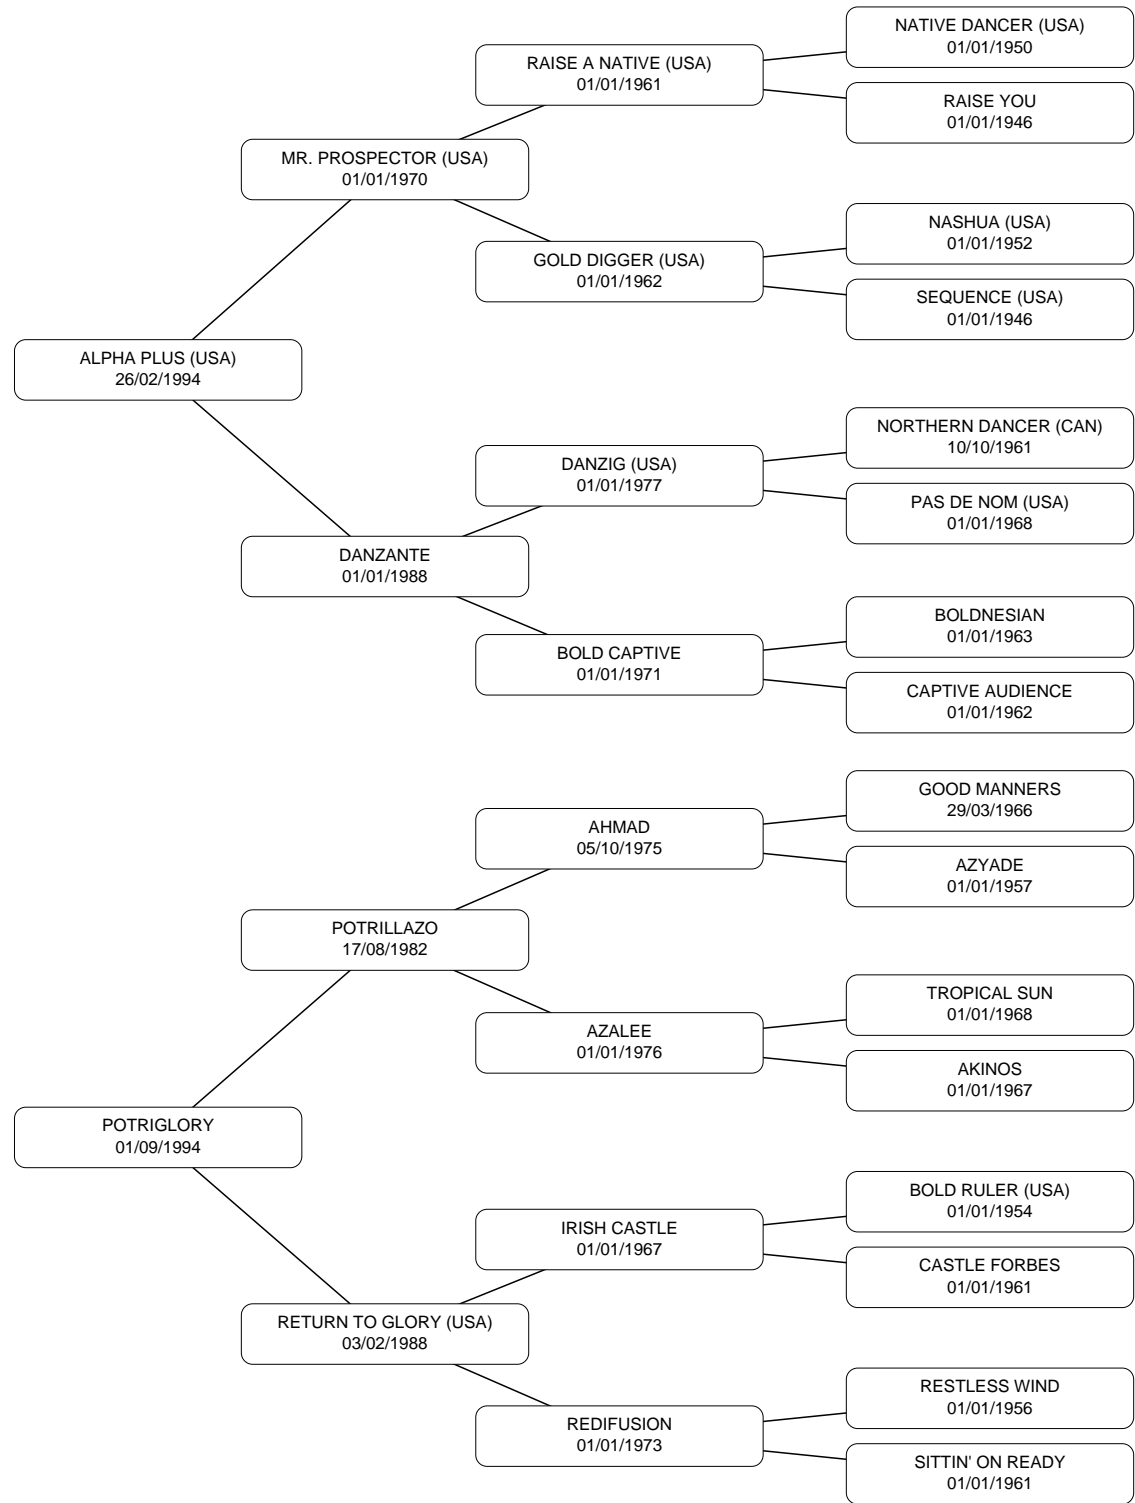 NATIVE DANCER (USA)
01/01/1950
RAISE A NATIVE (USA)
01/01/1961
RAISE YOU
01/01/1946
MR. PROSPECTOR (USA)
01/01/1970
NASHUA (USA)
01/01/1952
GOLD DIGGER (USA)
01/01/1962
SEQUENCE (USA)
01/01/1946
ALPHA PLUS (USA)
26/02/1994
NORTHERN DANCER (CAN)
10/10/1961
DANZIG (USA)
01/01/1977
PAS DE NOM (USA)
01/01/1968
DANZANTE
01/01/1988
BOLDNESIAN
01/01/1963
BOLD CAPTIVE
01/01/1971
CAPTIVE AUDIENCE
01/01/1962
GOOD MANNERS
29/03/1966
AHMAD
05/10/1975
AZYADE
01/01/1957
POTRILLAZO
17/08/1982
TROPICAL SUN
01/01/1968
AZALEE
01/01/1976
AKINOS
01/01/1967
POTRIGLORY
01/09/1994
BOLD RULER (USA)
01/01/1954
IRISH CASTLE
01/01/1967
CASTLE FORBES
01/01/1961
RETURN TO GLORY (USA)
03/02/1988
RESTLESS WIND
01/01/1956
REDIFUSION
01/01/1973
SITTIN' ON READY
01/01/1961